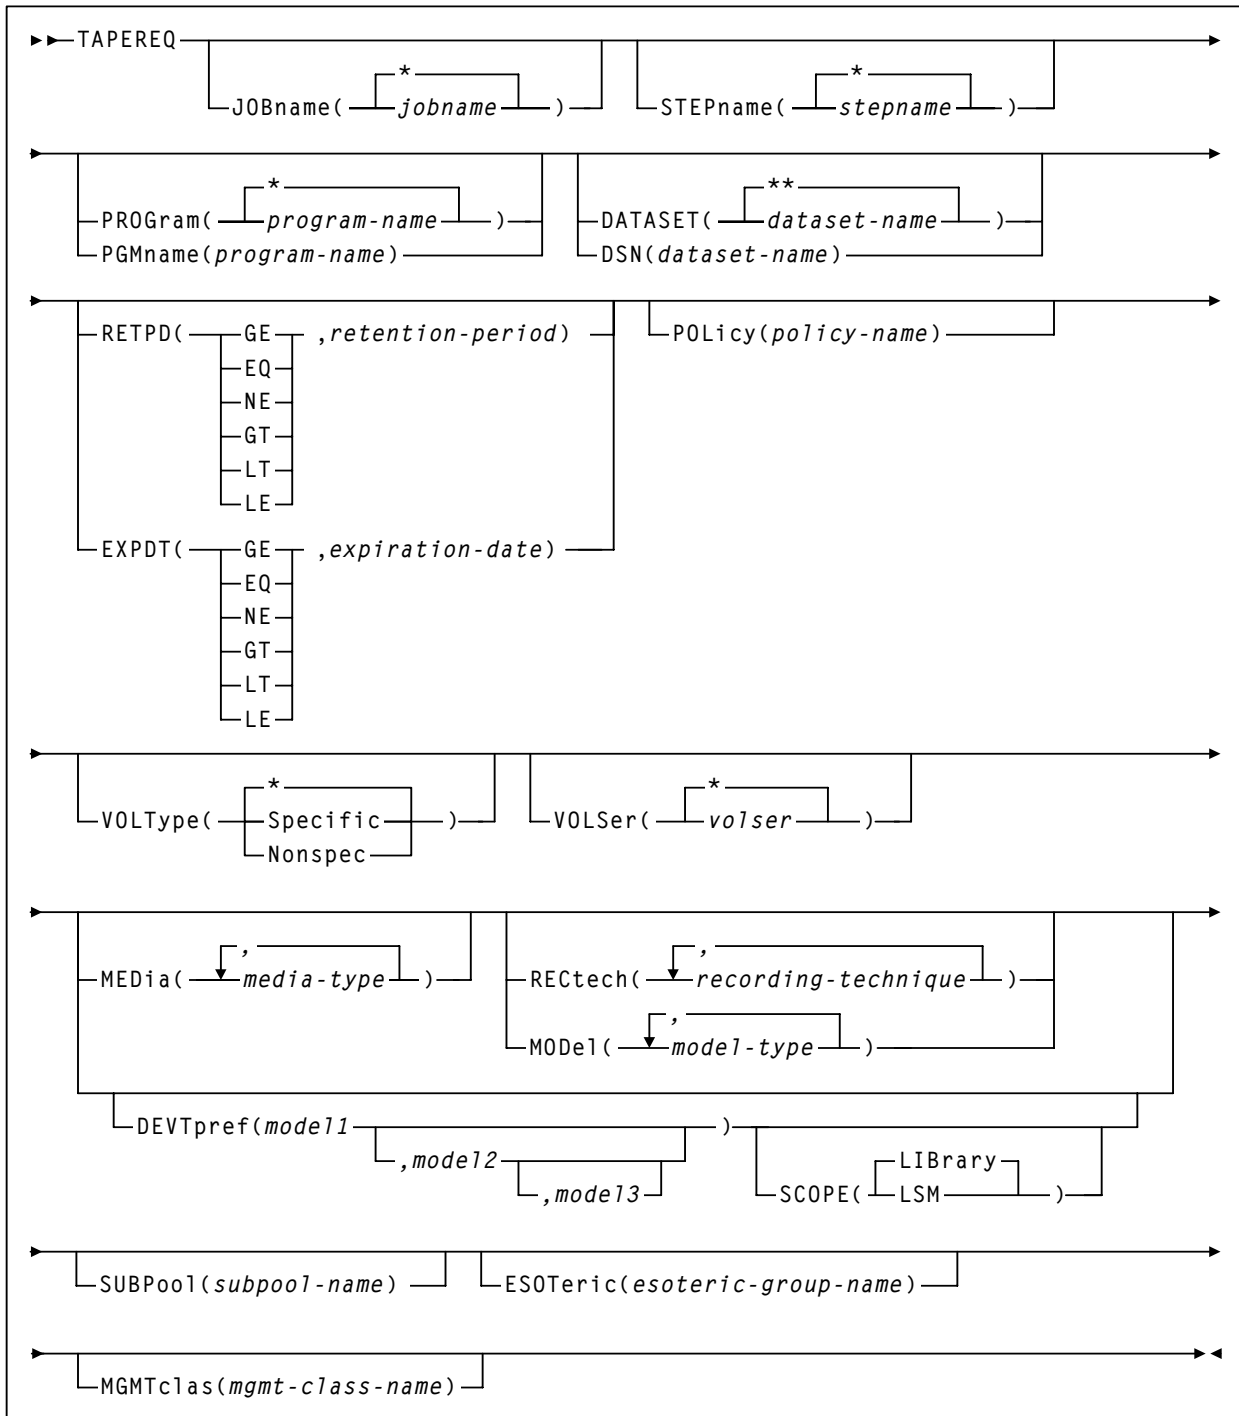 TAPEREQ
* *
JOBname( jobname ) STEPname( stepname )
* **
PROGram( program-name ) DATASET( dataset-name )
PGMname(program-name) DSN(dataset-name)
RETPD( GE ,retention-period) POLicy(policy-name)
EQ
NE
GT
LT
LE
EXPDT( GE ,expiration-date)
EQ
NE
GT
LT
LE
* *
VOLType( Specific ) VOLSer( volser )
Nonspec
, ,
MEDia( media-type ) RECtech( recording-technique )
,
MODel( model-type )
DEVTpref(model1 )
,model2 LIBrary
,model3 SCOPE( LSM )
SUBPool(subpool-name) ESOTeric(esoteric-group-name)
MGMTclas(mgmt-class-name)